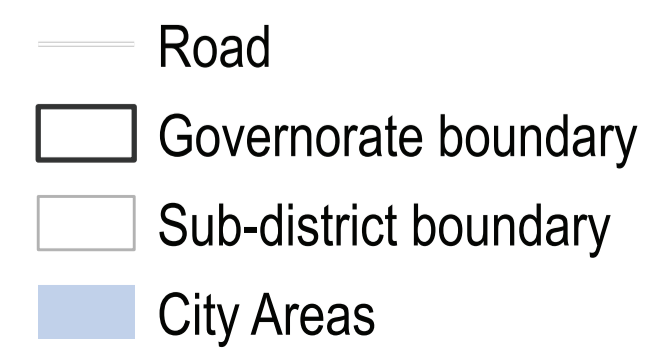 Road
Governorate boundary
Sub-district boundary
City Areas